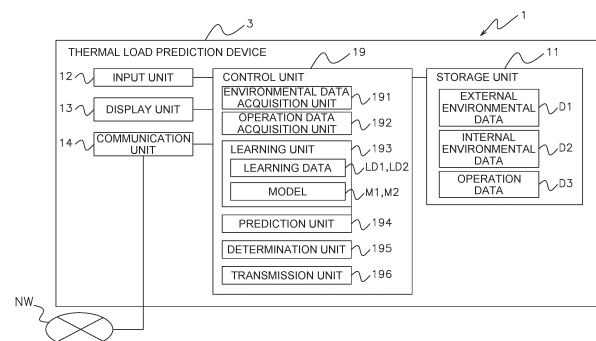 3
1
THERMAL LOAD PREDICTION DEVICE
19
11
12
INPUT UNIT
13
DISPLAY UNIT
14
COMMUNICATION
UNIT
CONTROL UNIT
ENVIRONMENTAL DATA
ACQUISITION UNIT
191
OPERATION DATA
ACQUISITION UNIT
192
LEARNING UNIT
193
LEARNING DATA
LD1,LD2
MODEL
M1,M2
PREDICTION UNIT
194
DETERMINATION UNIT
195
TRANSMISSION UNIT
196
STORAGE UNIT
EXTERNAL
ENVIRONMENTAL
DATA
D1
INTERNAL
ENVIRONMENTAL
DATA
D2
OPERATION
DATA
D3
NW